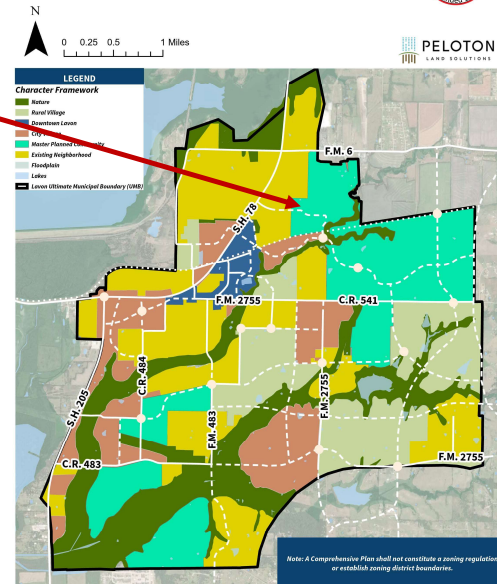 N
0 0.25 0.5 1 Miles
PELOTON
LAND SOLUTIONS
LEGEND
Character Framework
Nature
Rural Village
Downtown Lavon
Master Planned
Existing Neighborhood
Floodplain
Lakes
Lavon Ultimate Municipal Boundary (UMB)
F.M. 6
S.H. 78
F.M. 2755
C.R. 541
C.R. 484
S.H. 205
F.M. 483
F.M. 2755
C.R. 483
F.M. 2755
Note: A Comprehensive Plan shall not constitute a zoning regulation
or establish zoning district boundaries.